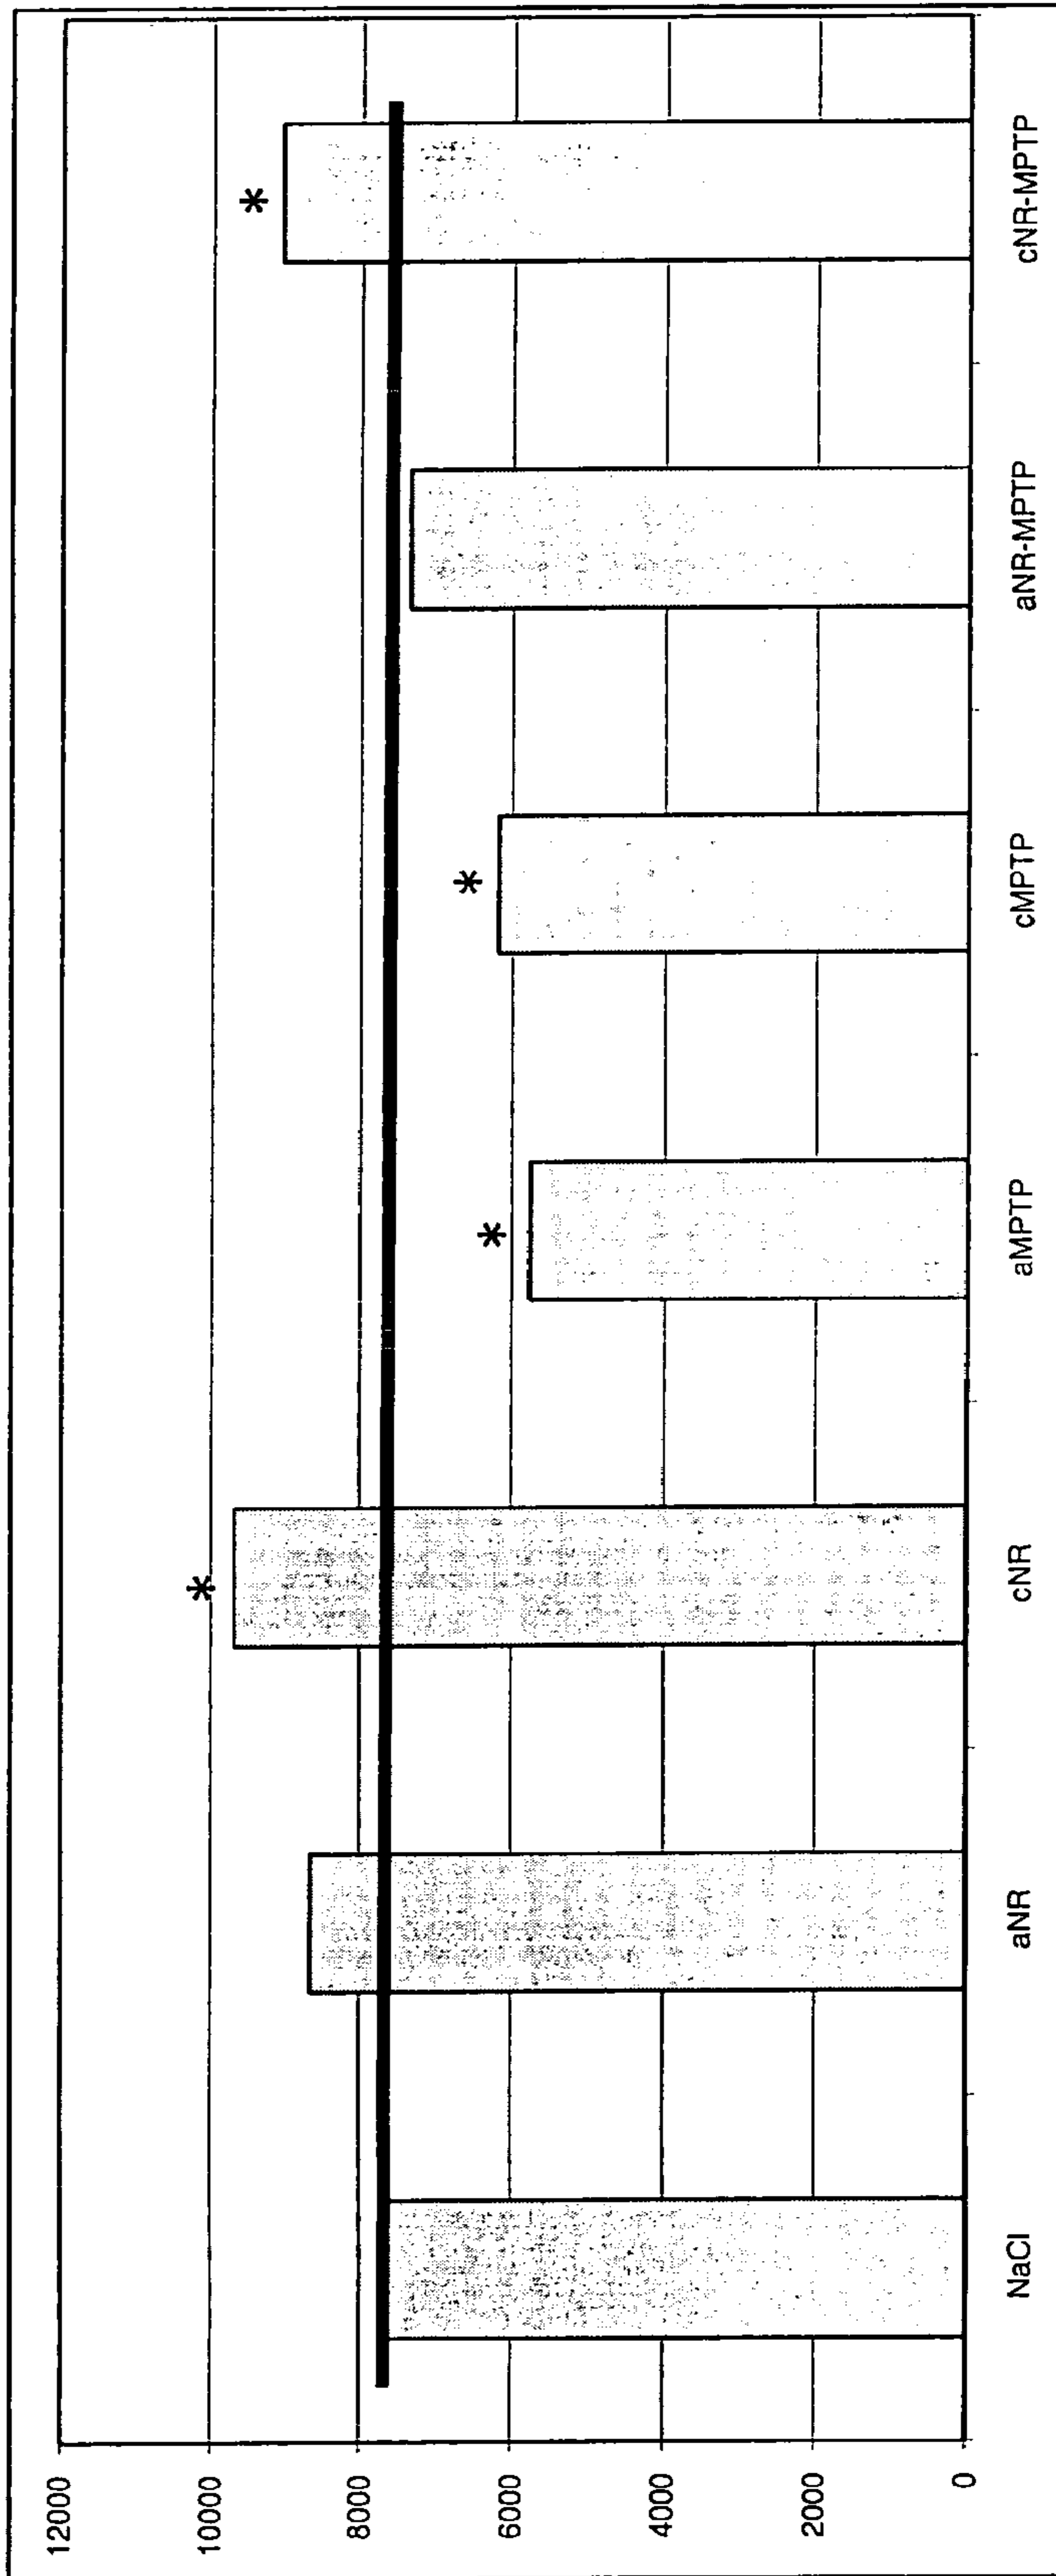 12000
10000
8000
6000
4000
2000
0
*
*
*
*
NaCl
aNR
cNR
aMPTP
cMPTP
aNR-MPTP
cNR-MPTP